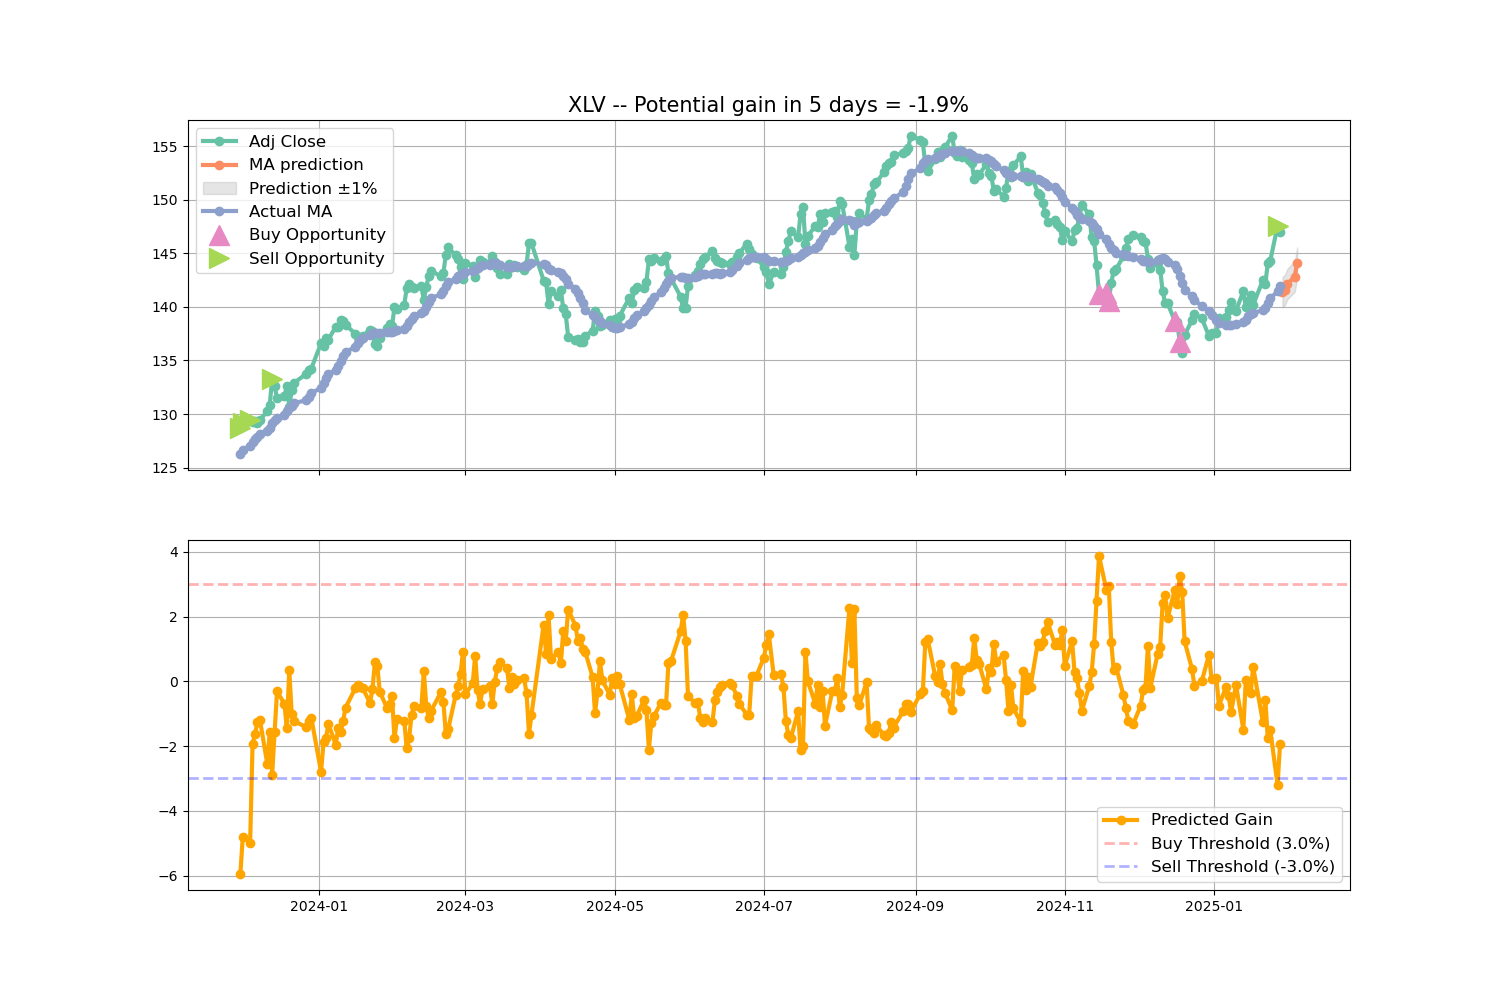 XLV -- Potential gain in 5 days = -1.9%
155
150
145
140
135
130
125
Adj Close
MA prediction
Prediction ±1%
Actual MA
Buy Opportunity
Sell Opportunity
4
2
0
−2
−4
−6
Predicted Gain
Buy Threshold (3.0%)
Sell Threshold (-3.0%)
2024-01 2024-03 2024-05 2024-07 2024-09 2024-11 2025-01